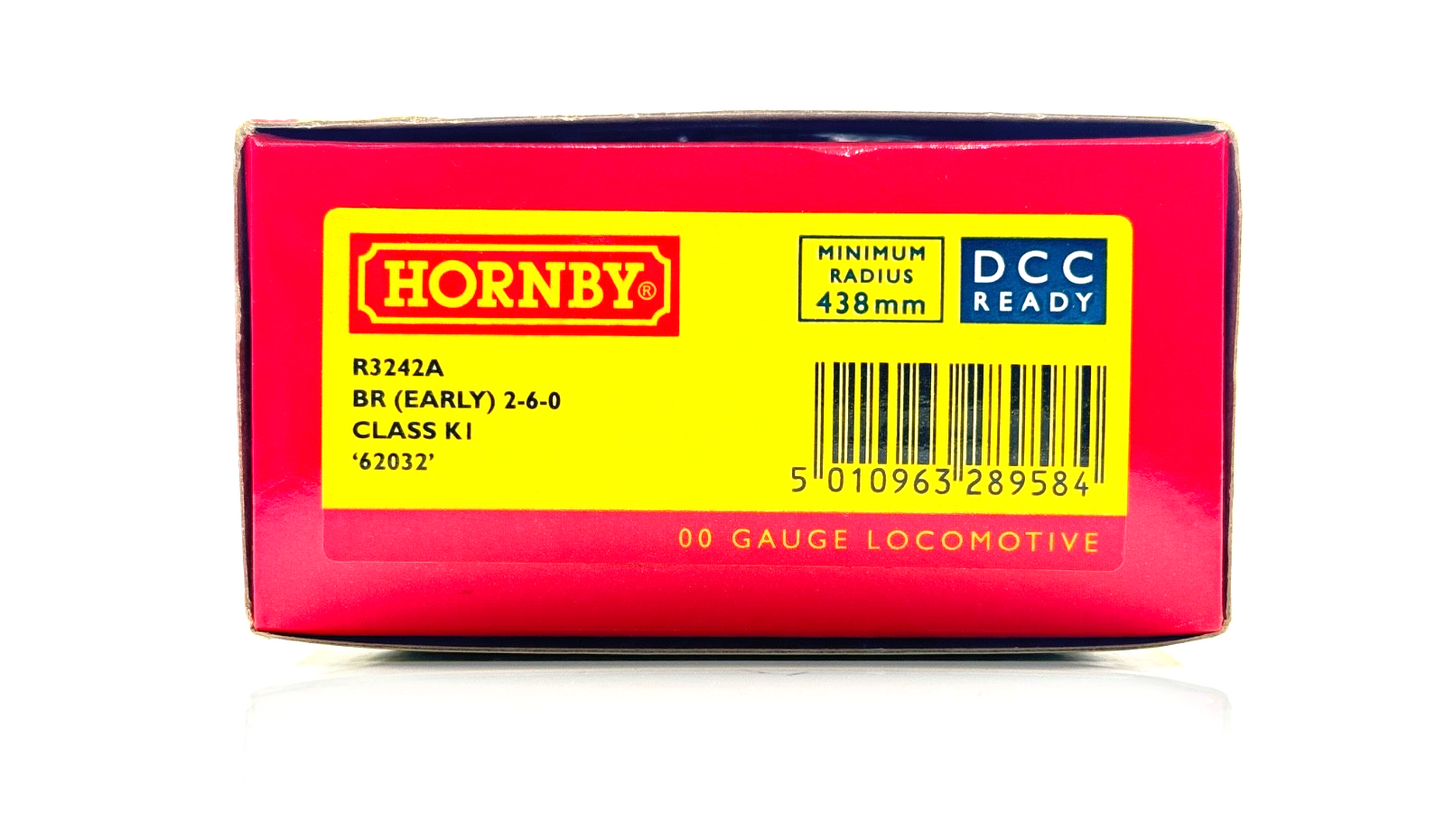 HORNBY®
MINIMUM
RADIUS
438mm
DCC
READY
R3242A
BR (EARLY) 2-6-0
CLASS K1
‘62032’
5 010963 289584
00 GAUGE LOCOMOTIVE